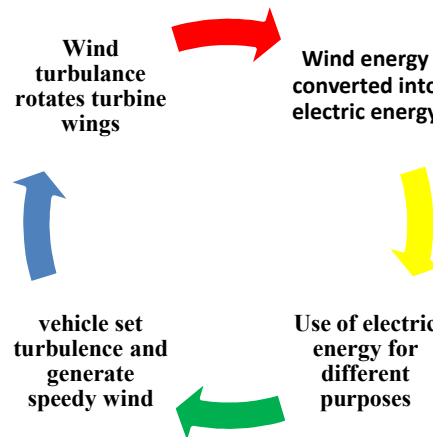 Wind
turbulance
rotates turbine
wings
Wind energy
converted into
electric energy
Use of electric
energy for
different
purposes
vehicle set
turbulence and
generate
speedy wind